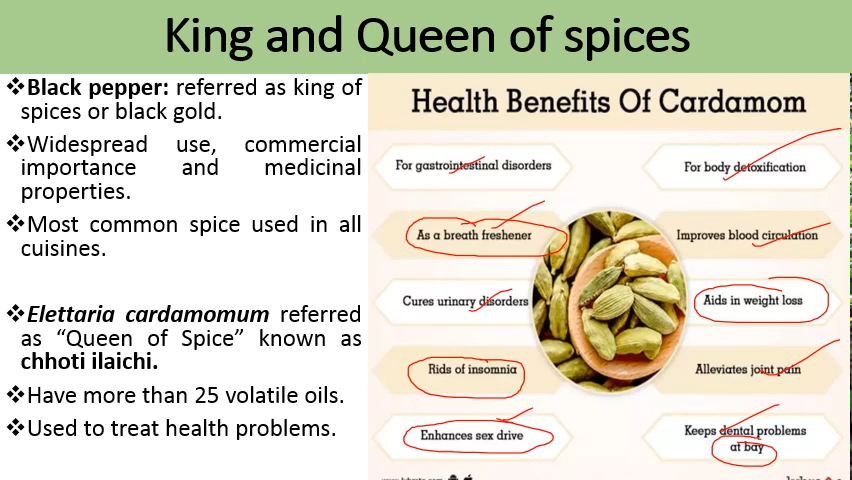 King and Queen of spices
❖Black pepper: referred as king of
spices or black gold.
❖Widespread use, commercial
importance and medicinal
properties.
❖Most common spice used in all
cuisines.
❖Elettaria cardamomum referred
as “Queen of Spice” known as
chhoti ilaichi.
❖Have more than 25 volatile oils.
❖Used to treat health problems.
Health Benefits Of Cardamom
For gastrointestinal disorders
For body detoxification
As a breath freshener
Improves blood circulation
Cures urinary disorders
Aids in weight loss
Rids of insomnia
Alleviates joint pain
Enhances sex drive
Keeps dental problems
at bay